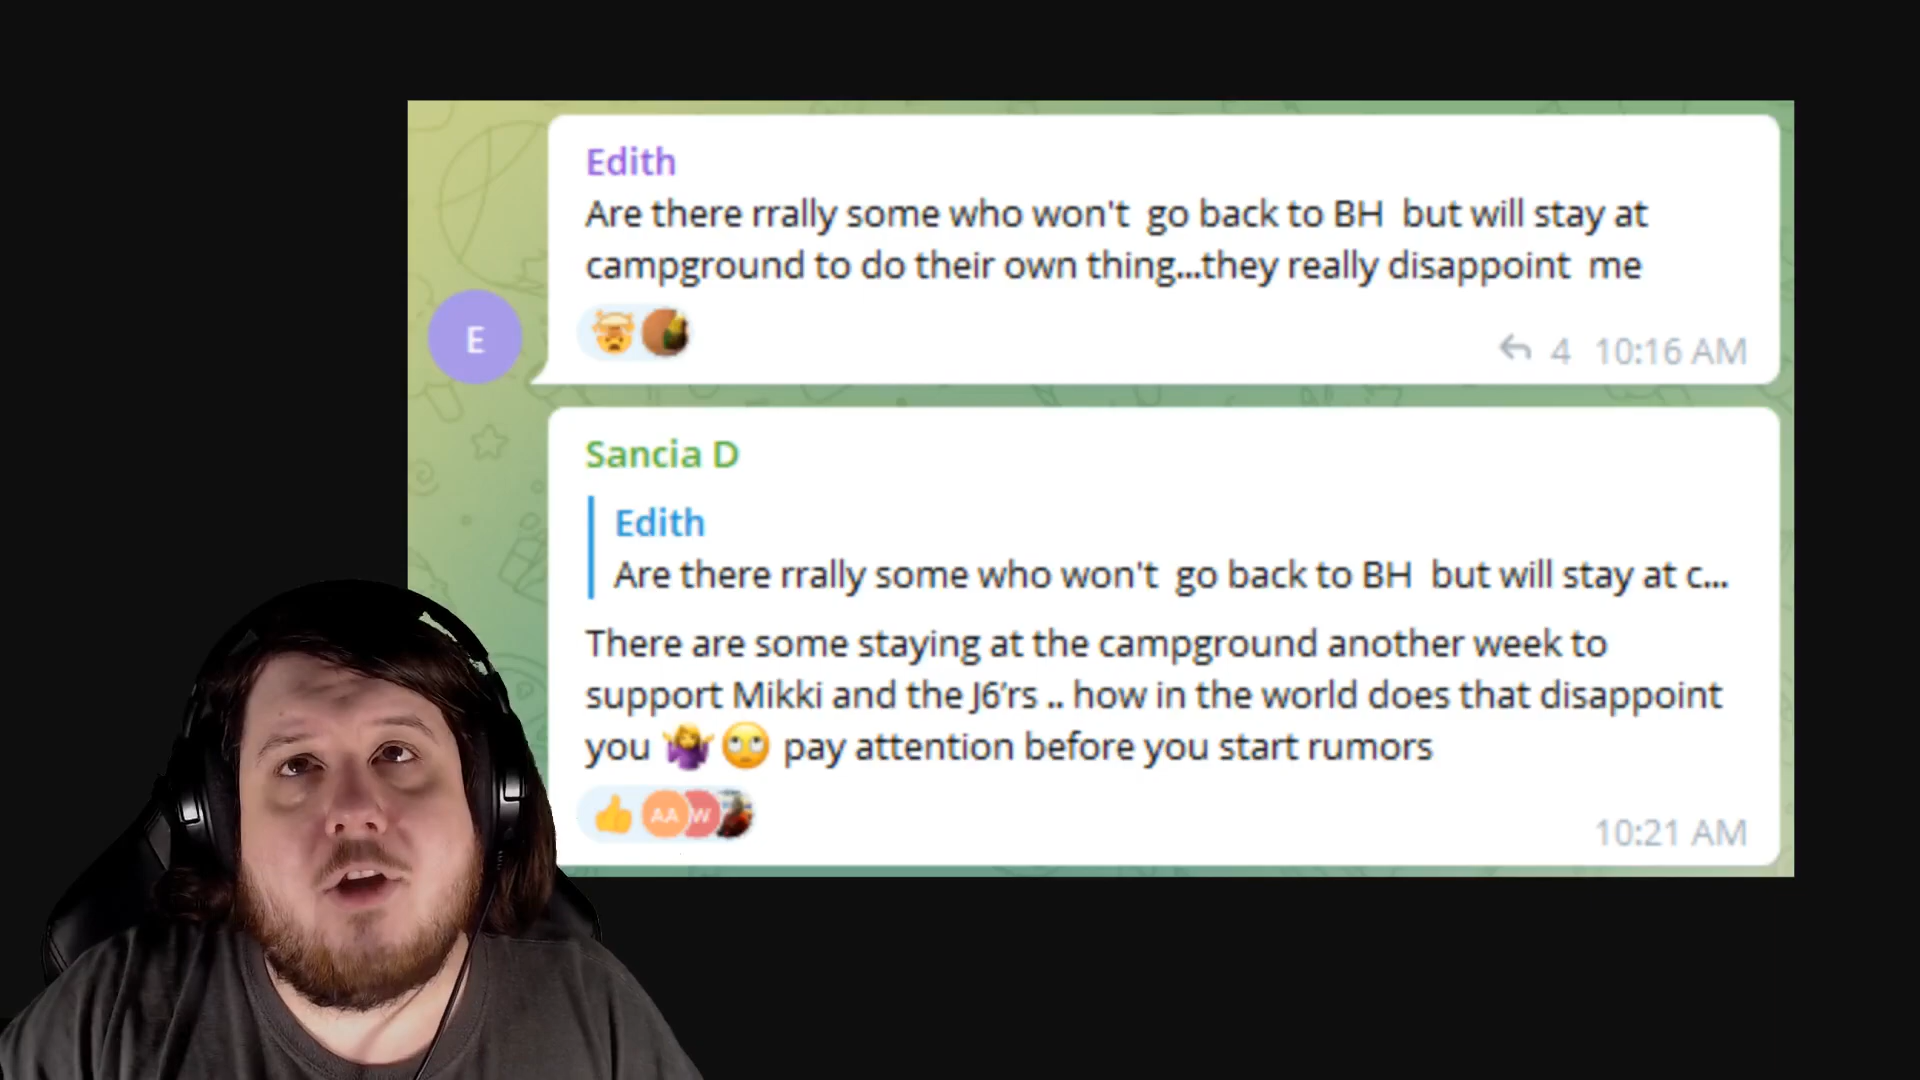 Edith
Are there rrally some who won't  go back to BH  but will stay at
campground to do their own thing...they really disappoint  me
E
4 10:16 AM
Sancia D
Edith
Are there rrally some who won't  go back to BH  but will stay at c...
There are some staying at the campground another week to
support Mikki and the J6’rs .. how in the world does that disappoint
you 🤷‍♀️🙄 pay attention before you start rumors
AA W
10:21 AM